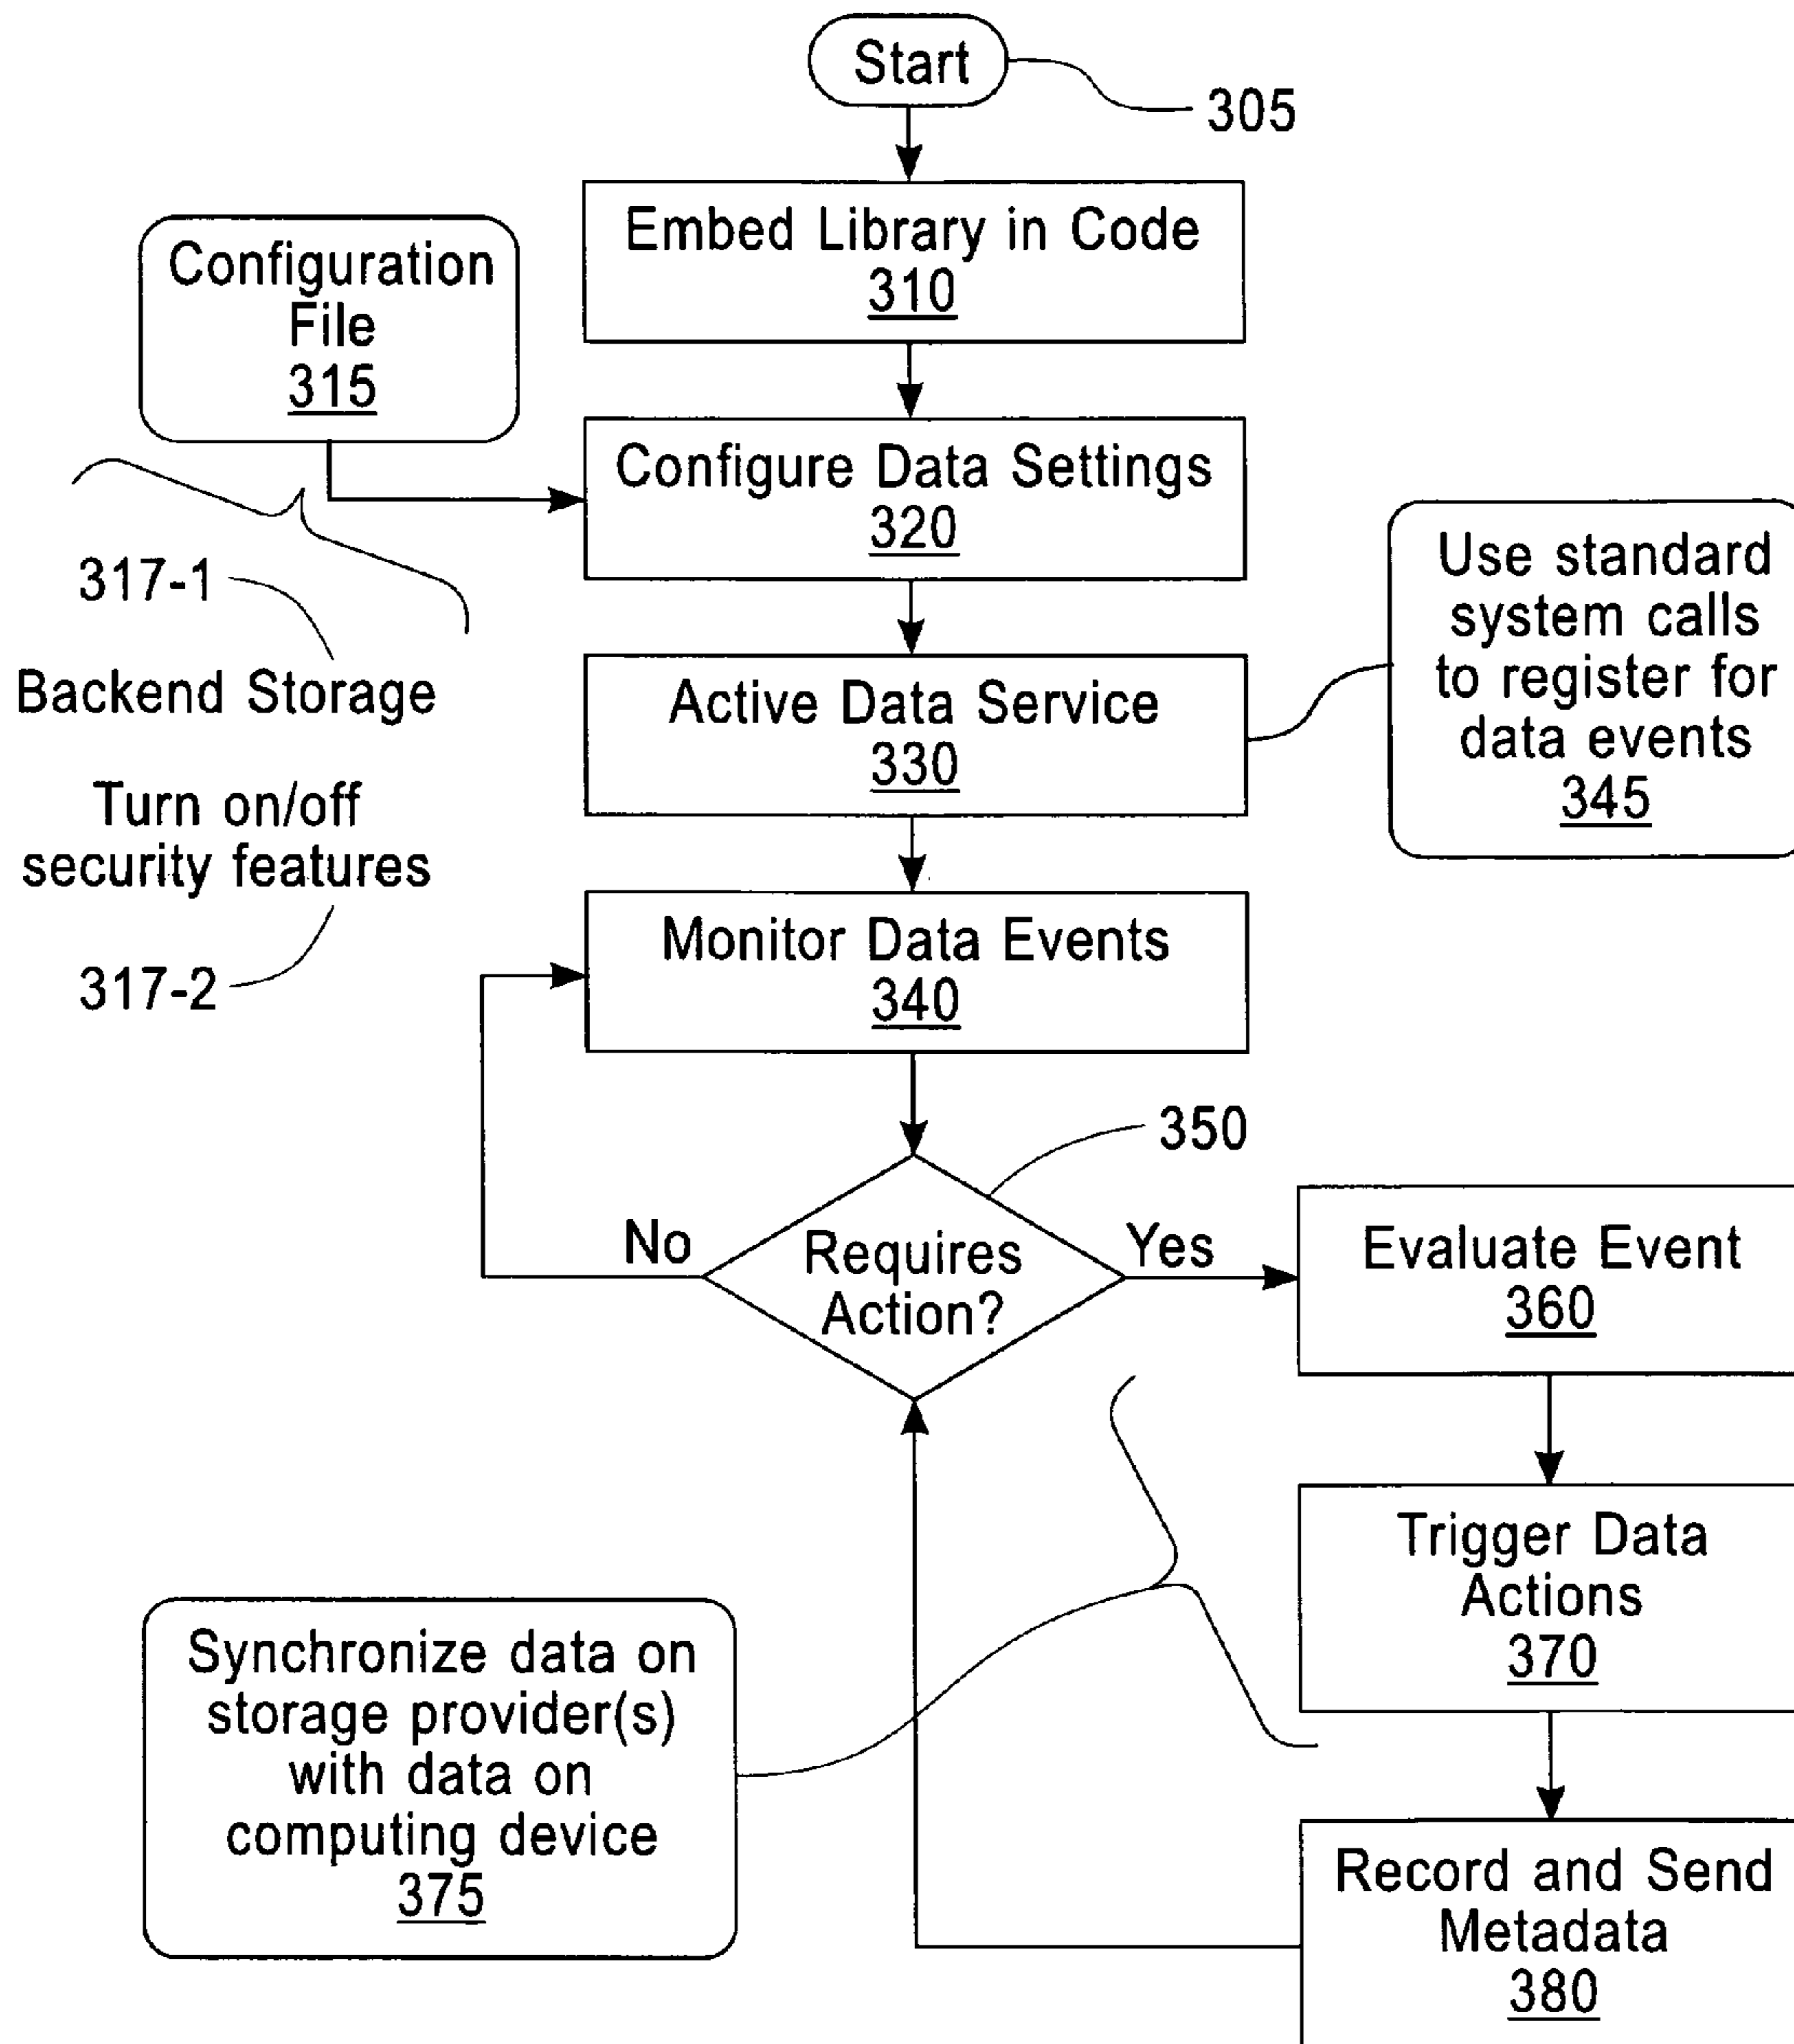 Start
305
Embed Library in Code
310
Configuration
File
315
Configure Data Settings
320
317-1
Backend Storage
Turn on/off
security features
317-2
Active Data Service
330
Use standard
system calls
to register for
data events
345
Monitor Data Events
340
350
Requires
Action?
No
Yes
Evaluate Event
360
Trigger Data
Actions
370
Synchronize data on
storage provider(s)
with data on
computing device
375
Record and Send
Metadata
380